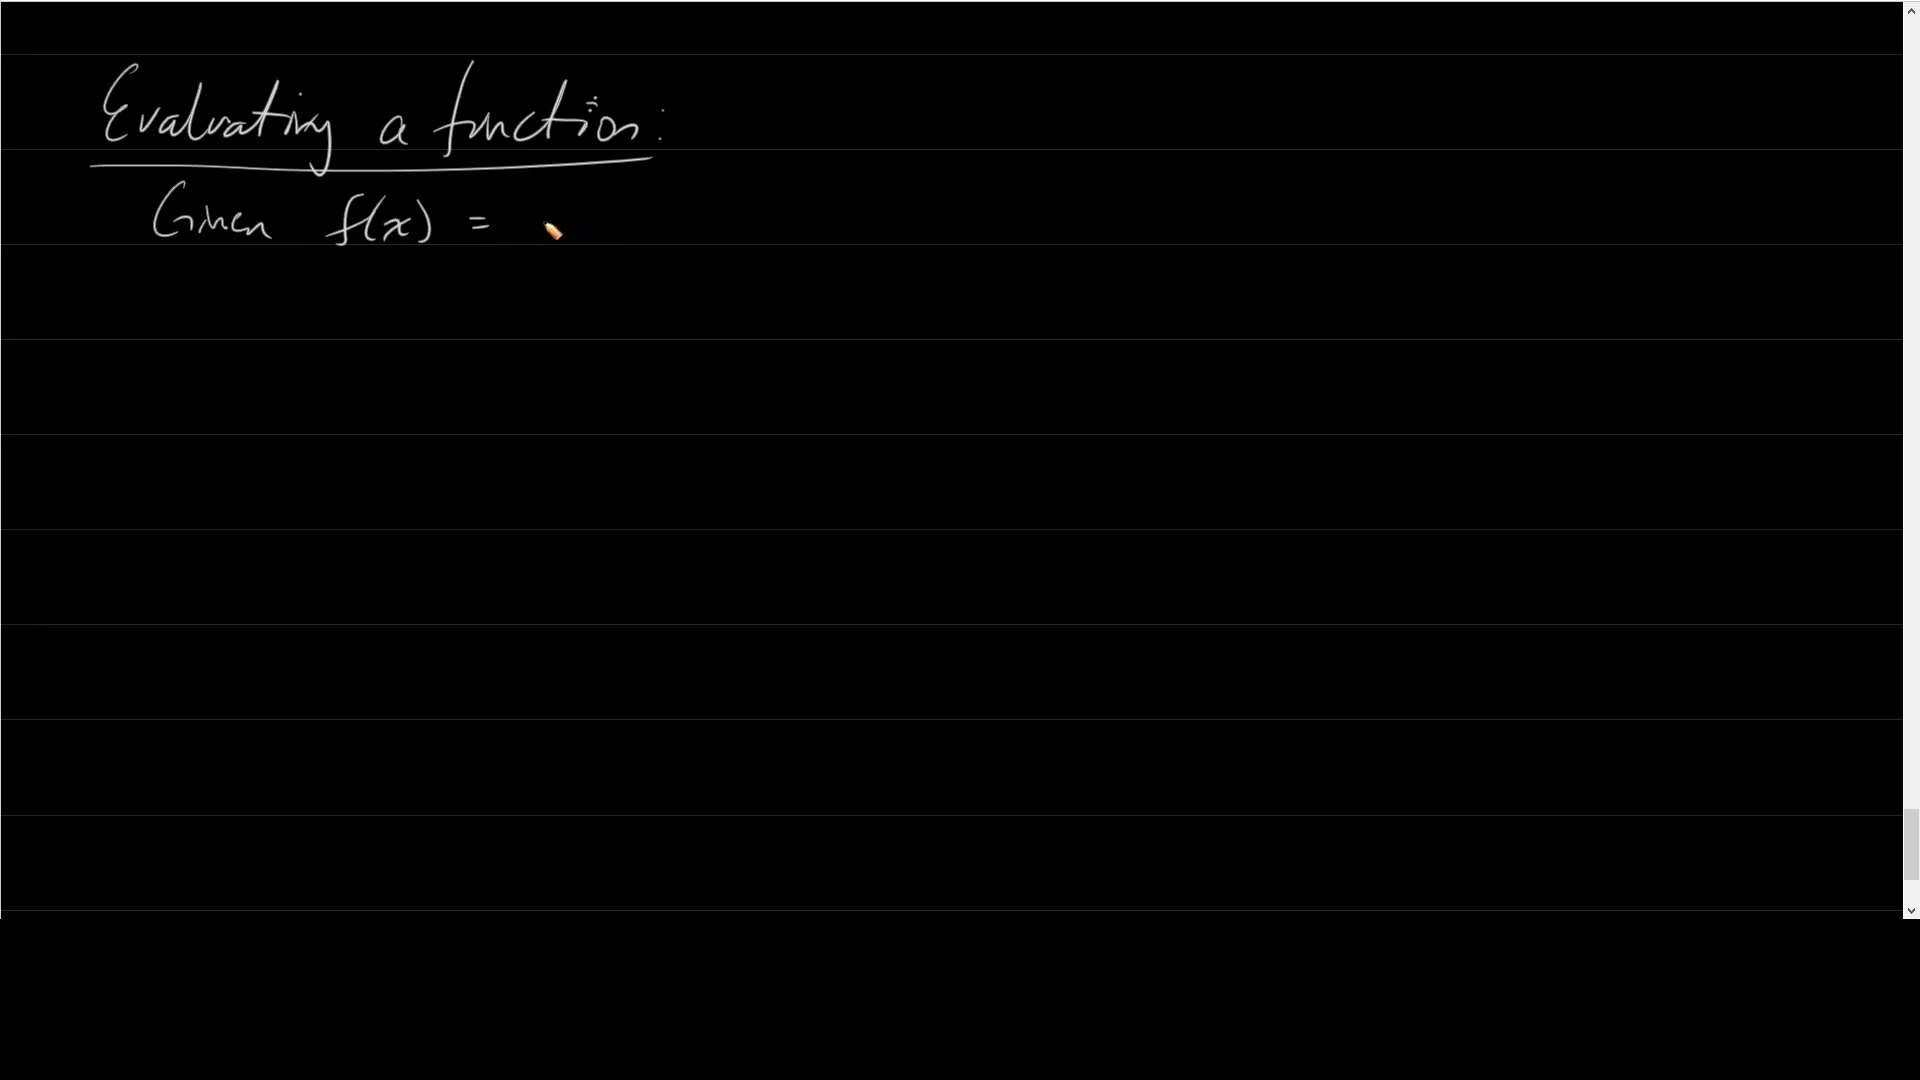 Evaluating a function:
Given f(x) =